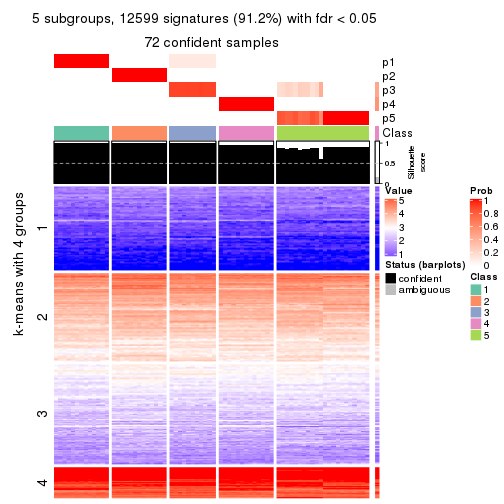 5 subgroups, 12599 signatures (91.2%) with fdr < 0.05
72 confident samples
p1
p2
p3
p4
p5
Class
1
0.5
0
Silhouette
score
k-means with 4 groups
1
2
3
4
Value
5
4
3
2
1
Status (barplots)
confident
ambiguous
Prob
1
0.8
0.6
0.4
0.2
0
Class
1
2
3
4
5